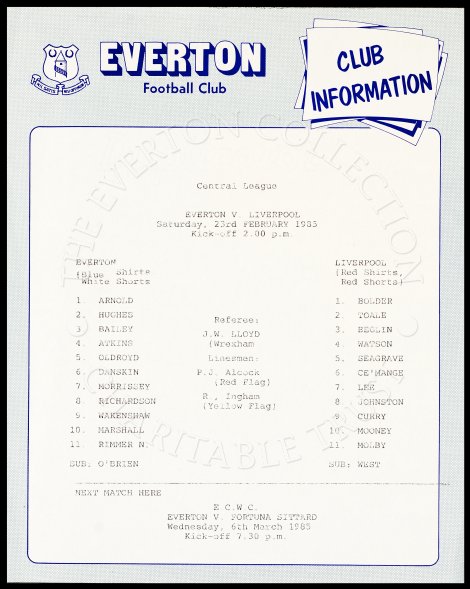 EVERTON
Football Club
CLUB
INFORMATION
THE EVERTON COLLECTION
CHARITABLE TRUST
Central League
EVERTON V. LIVERPOOL
Saturday, 23rd FEBRUARY 1985
Kick-off 2.00 p.m.
EVERTON
(Blue Shirts
White Shorts
1. ARNOLD
2. HUGHES
3. BAILEY
4. ATKINS
5. OLDROYD
6. DANSKIN
7. MORRISSEY
8. RICHARDSON
9. WAKENSHAW
10. MARSHALL
11. RIMMER N.
SUB: O'BRIEN
Referee:
J.W. LLOYD
(Wrexham
Linesmen:
P.J. Alcock
(Red Flag)
R. Ingham
(Yellow Flag)
LIVERPOOL
(Red Shirts,
Red Shorts)
1. BOLDER
2. TOALE
3. BEGLIN
4. WATSON
5. SEAGRAVE
6. CE'MANGE
7. LEE
8. JOHNSTON
9. CURRY
10. MOONEY
11. MOLBY
SUB: WEST
NEXT MATCH HERE
E C.W.C.
EVERTON V. FORTUNA SITTARD
Wednesday, 6th March 1985
Kick-off 7.30 p.m.